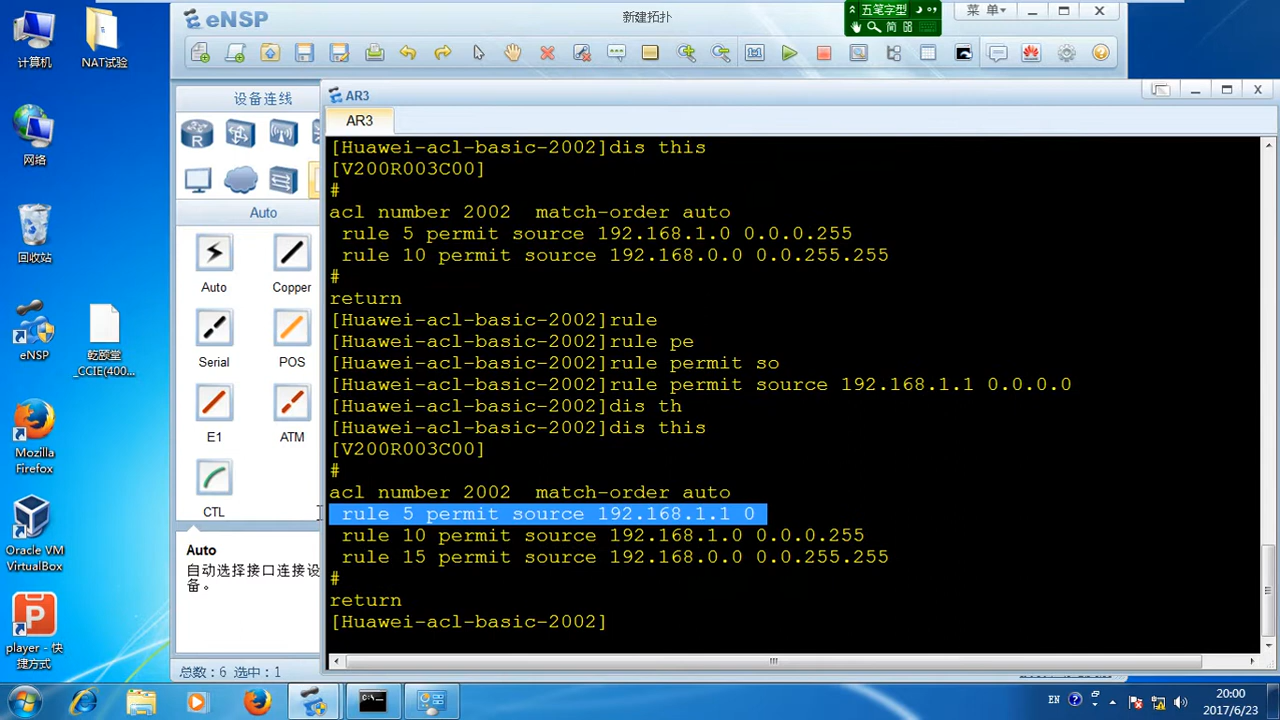 计算机
NAT试验
网络
回收站
eNSP
乾颐堂
_CCIE(400...
Mozilla
Firefox
Oracle VM
VirtualBox
player - 快
捷方式
eNSP
新建拓扑
五笔字型
简
菜 单
设备连线
R
Auto
Auto
Copper
Serial
POS
E1
ATM
CTL
Auto
自动选择接口连接设
备。
总数: 6 选中: 1
AR3
AR3
[Huawei-acl-basic-2002]dis this
[V200R003C00]
#
acl number 2002  match-order auto
 rule 5 permit source 192.168.1.0 0.0.0.255
 rule 10 permit source 192.168.0.0 0.0.255.255
#
return
[Huawei-acl-basic-2002]rule
[Huawei-acl-basic-2002]rule pe
[Huawei-acl-basic-2002]rule permit so
[Huawei-acl-basic-2002]rule permit source 192.168.1.1 0.0.0.0
[Huawei-acl-basic-2002]dis th
[Huawei-acl-basic-2002]dis this
[V200R003C00]
#
acl number 2002  match-order auto
 rule 5 permit source 192.168.1.1 0
 rule 10 permit source 192.168.1.0 0.0.0.255
 rule 15 permit source 192.168.0.0 0.0.255.255
#
return
[Huawei-acl-basic-2002]
EN
20:00
2017/6/23